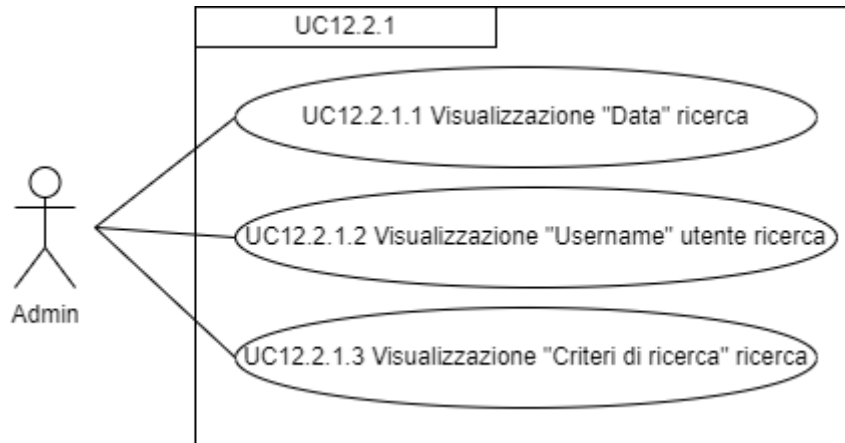 UC12.2.1
UC12.2.1.1 Visualizzazione "Data" ricerca
UC12.2.1.2 Visualizzazione "Username" utente ricerca
Admin
UC12.2.1.3 Visualizzazione "Criteri di ricerca" ricerca